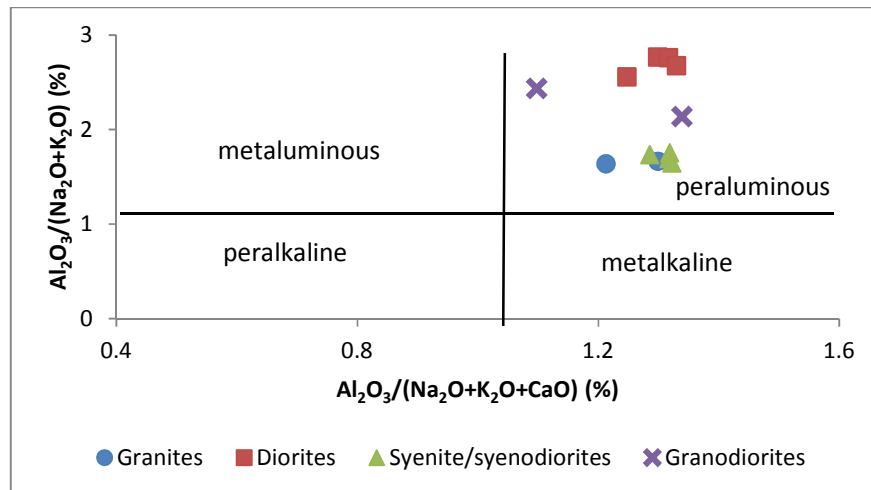 3
2
1
0
Al₂O₃/(Na₂O+K₂O) (%)
metaluminous
peraluminous
peralkaline
metalkaline
0.4 0.8 1.2 1.6
Al₂O₃/(Na₂O+K₂O+CaO) (%)
Granites Diorites Syenite/syenodiorites Granodiorites